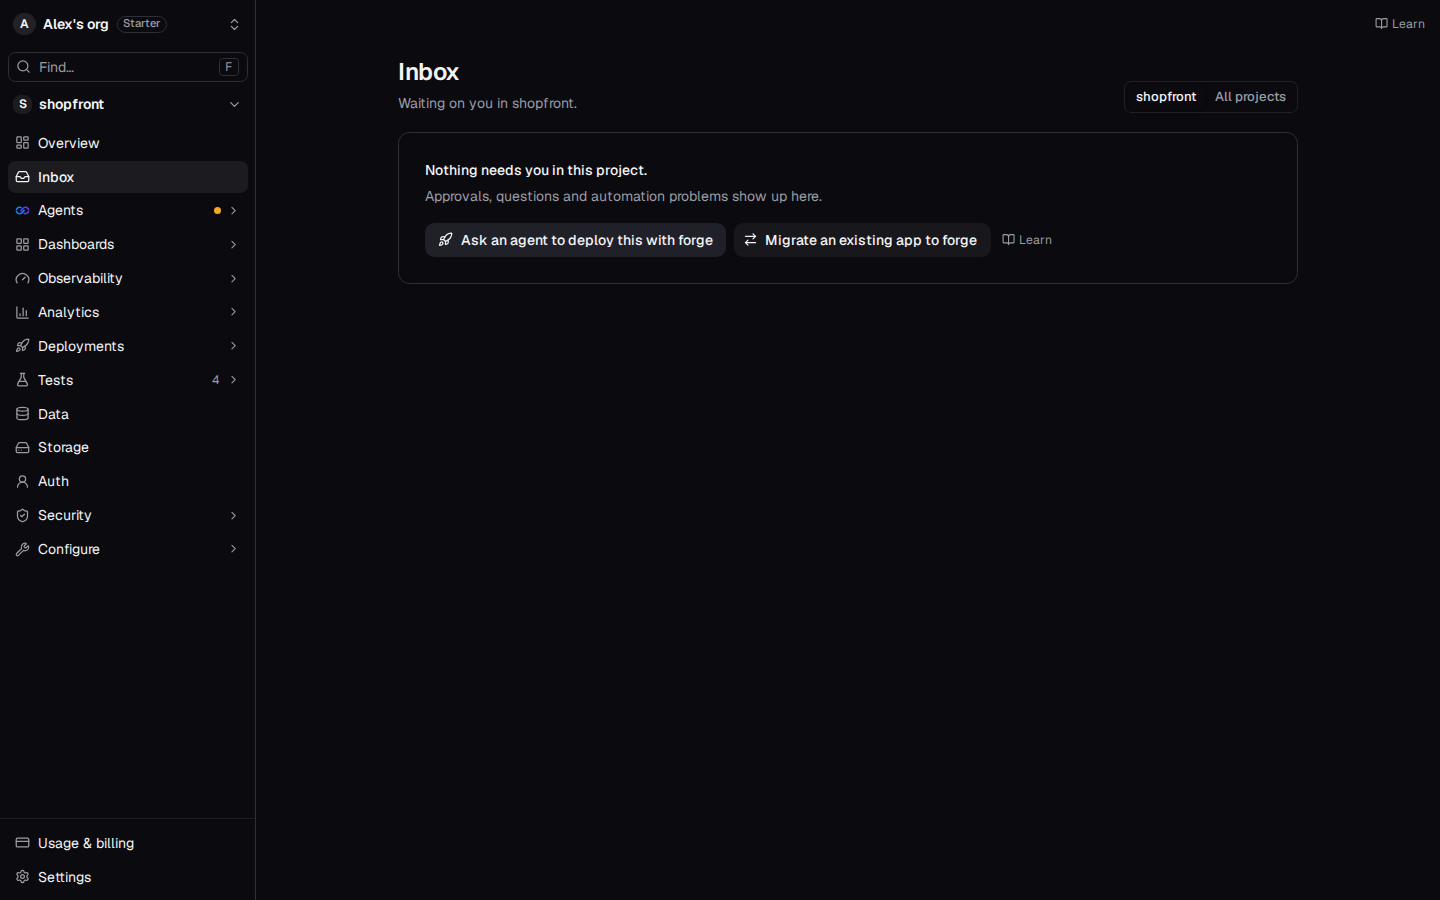 A Alex's org Starter
Find... F
S shopfront
Overview
Inbox
Agents
Dashboards
Observability
Analytics
Deployments
Tests 4
Data
Storage
Auth
Security
Configure
Usage & billing
Settings
Learn
Inbox
Waiting on you in shopfront.
shopfront All projects
Nothing needs you in this project.
Approvals, questions and automation problems show up here.
Ask an agent to deploy this with forge Migrate an existing app to forge Learn